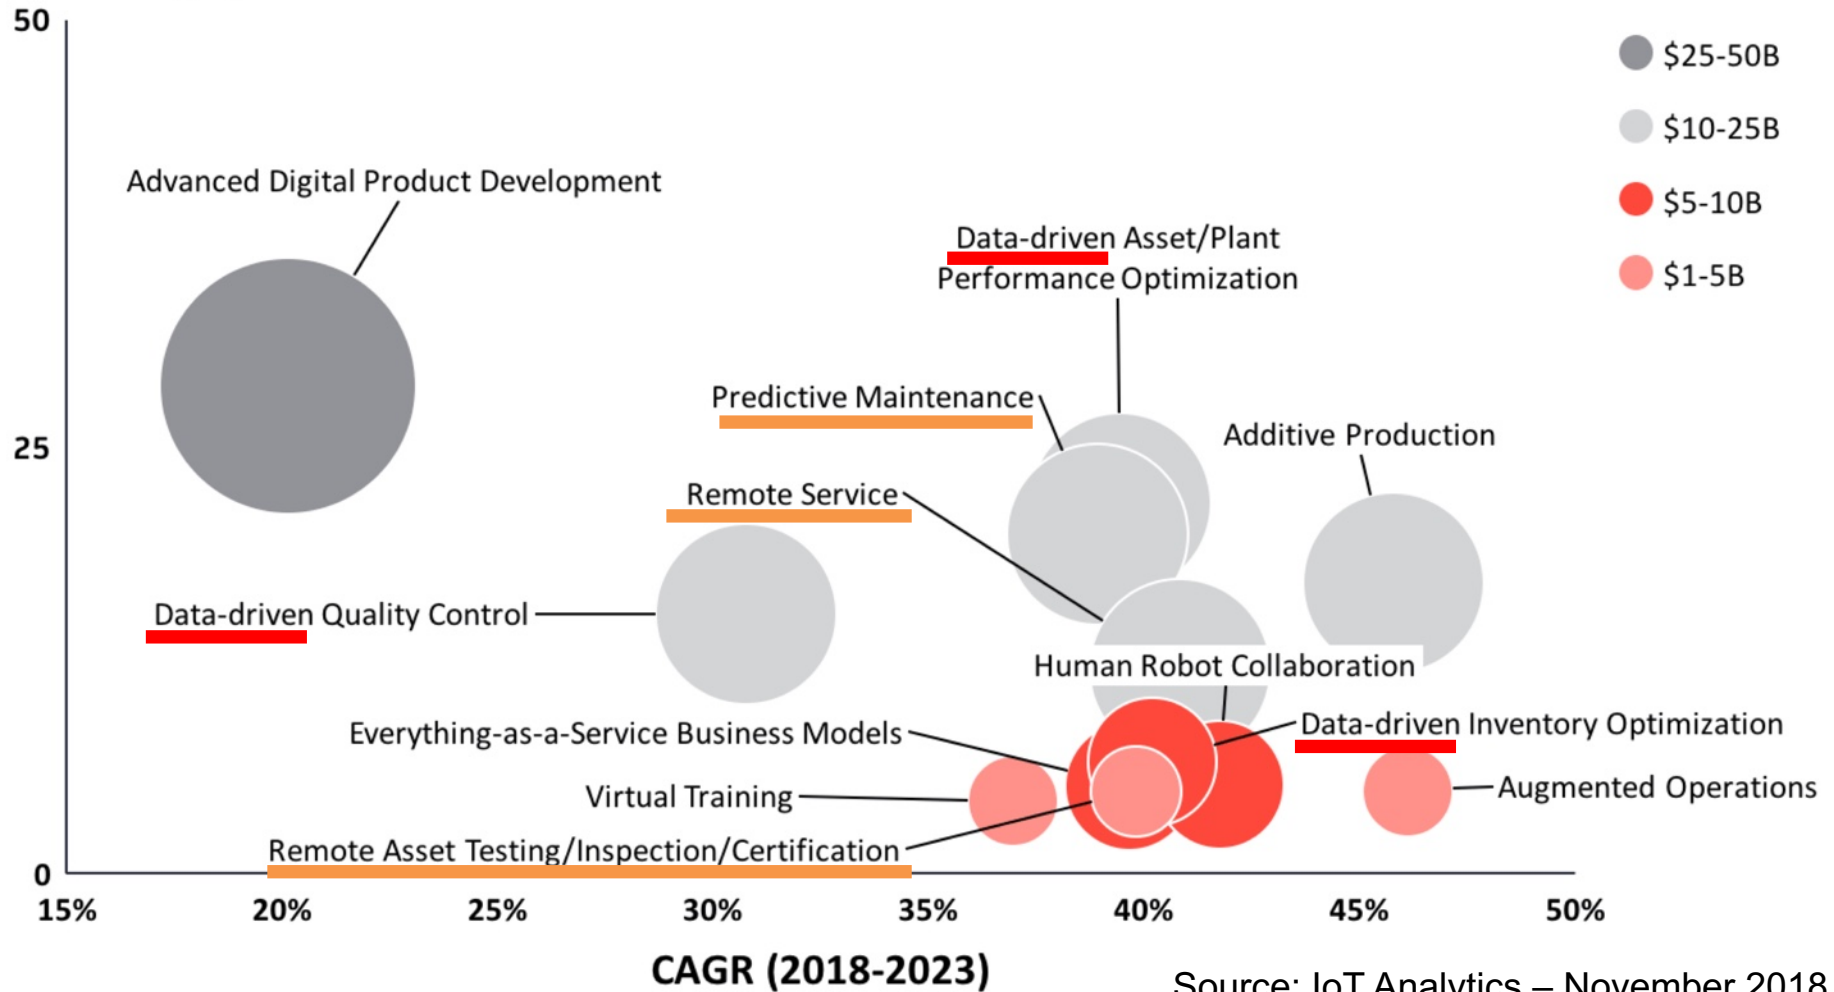 50
$25-50B
$10-25B
Advanced Digital Product Development
$5-10B
Data-driven Asset/Plant
Performance Optimization
$1-5B
Predictive Maintenance
Additive Production
25
Remote Service
Data-driven Quality Control
Human Robot Collaboration
Everything-as-a-Service Business Models
Data-driven Inventory Optimization
Virtual Training
Augmented Operations
Remote Asset Testing/Inspection/Certification
0
15% 20% 25% 30% 35% 40% 45% 50%
CAGR (2018-2023)
Source: IoT Analytics – November 2018